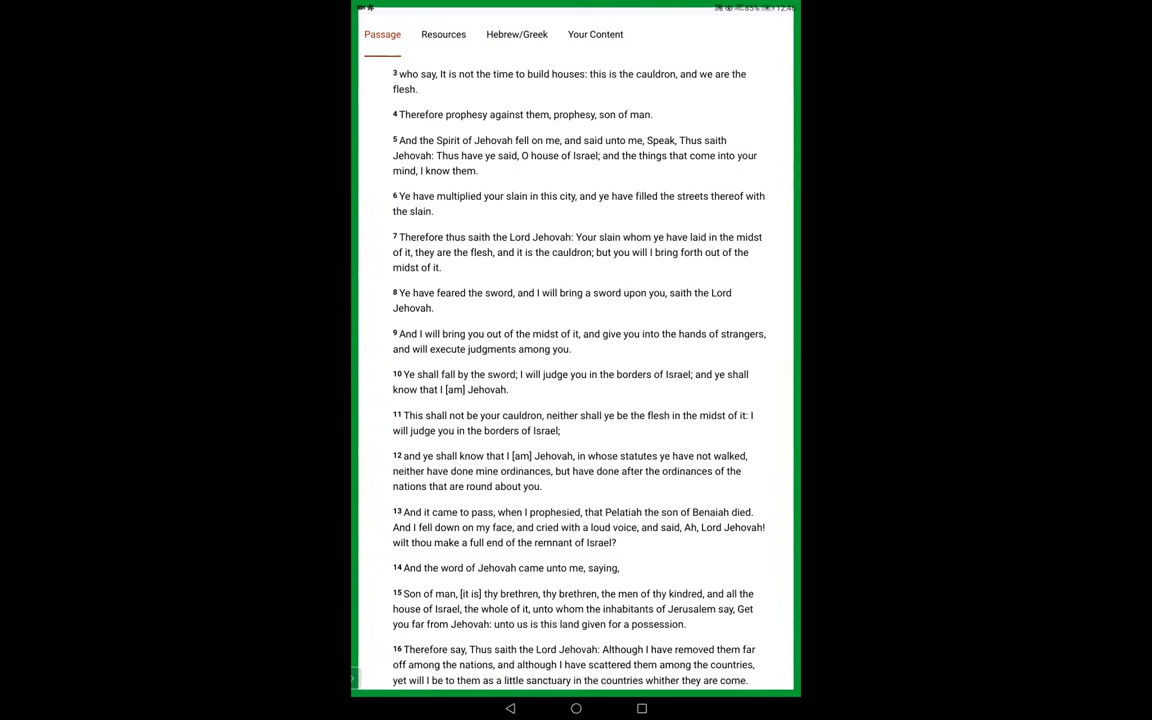 85% 12:46
Passage Resources Hebrew/Greek Your Content
3 who say, It is not the time to build houses: this is the cauldron, and we are the
flesh.
4 Therefore prophesy against them, prophesy, son of man.
5 And the Spirit of Jehovah fell on me, and said unto me, Speak, Thus saith
Jehovah: Thus have ye said, O house of Israel; and the things that come into your
mind, I know them.
6 Ye have multiplied your slain in this city, and ye have filled the streets thereof with
the slain.
7 Therefore thus saith the Lord Jehovah: Your slain whom ye have laid in the midst
of it, they are the flesh, and it is the cauldron; but you will I bring forth out of the
midst of it.
8 Ye have feared the sword, and I will bring a sword upon you, saith the Lord
Jehovah.
9 And I will bring you out of the midst of it, and give you into the hands of strangers,
and will execute judgments among you.
10 Ye shall fall by the sword; I will judge you in the borders of Israel; and ye shall
know that I [am] Jehovah.
11 This shall not be your cauldron, neither shall ye be the flesh in the midst of it: I
will judge you in the borders of Israel;
12 and ye shall know that I [am] Jehovah, in whose statutes ye have not walked,
neither have done mine ordinances, but have done after the ordinances of the
nations that are round about you.
13 And it came to pass, when I prophesied, that Pelatiah the son of Benaiah died.
And I fell down on my face, and cried with a loud voice, and said, Ah, Lord Jehovah!
wilt thou make a full end of the remnant of Israel?
14 And the word of Jehovah came unto me, saying,
15 Son of man, [it is] thy brethren, thy brethren, the men of thy kindred, and all the
house of Israel, the whole of it, unto whom the inhabitants of Jerusalem say, Get
you far from Jehovah: unto us is this land given for a possession.
16 Therefore say, Thus saith the Lord Jehovah: Although I have removed them far
off among the nations, and although I have scattered them among the countries,
yet will I be to them as a little sanctuary in the countries whither they are come.